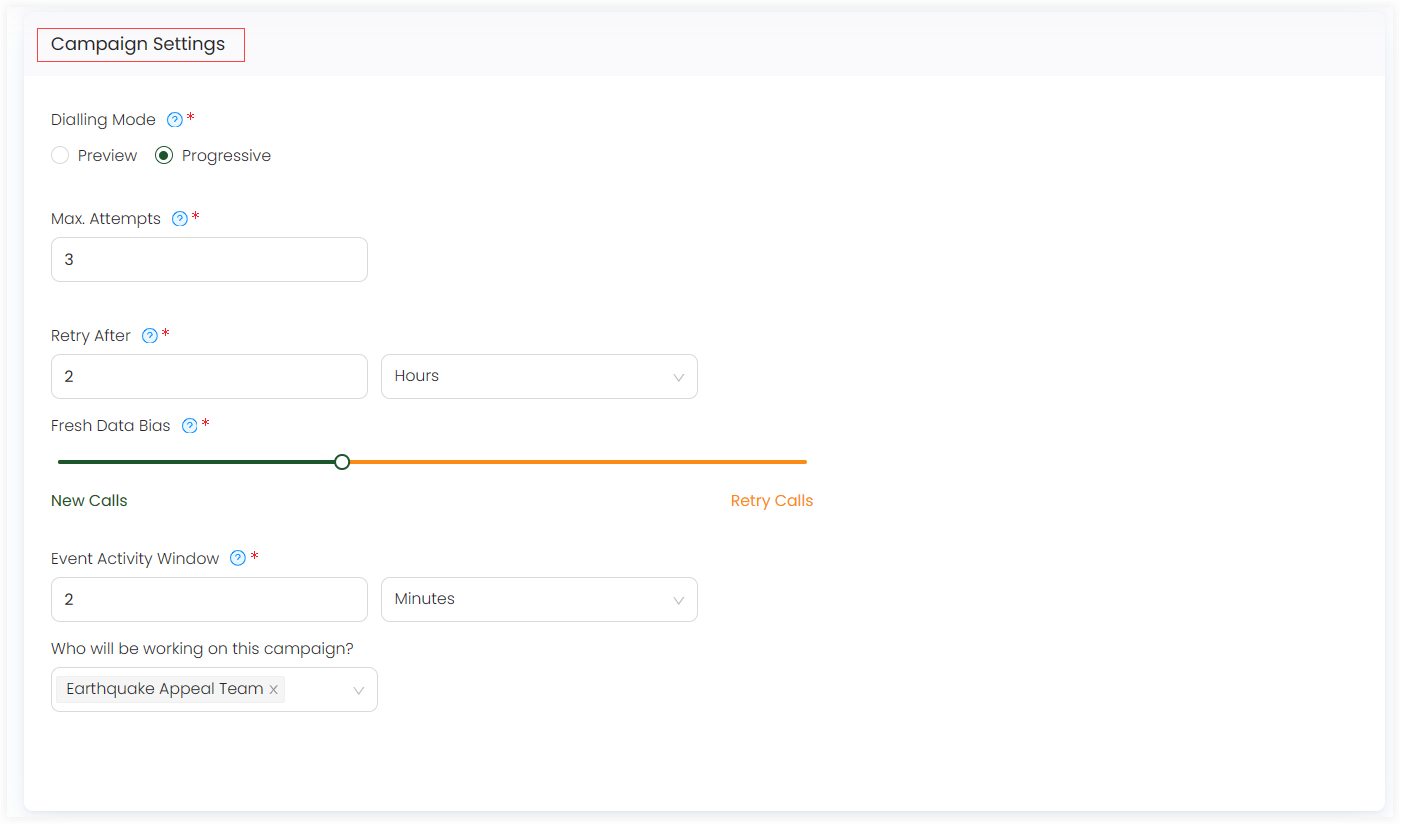 Campaign Settings
Dialling Mode ? *
Preview Progressive
Max. Attempts ? *
3
Retry After ? *
2 Hours
Fresh Data Bias ? *
New Calls Retry Calls
Event Activity Window ? *
2 Minutes
Who will be working on this campaign?
Earthquake Appeal Team x